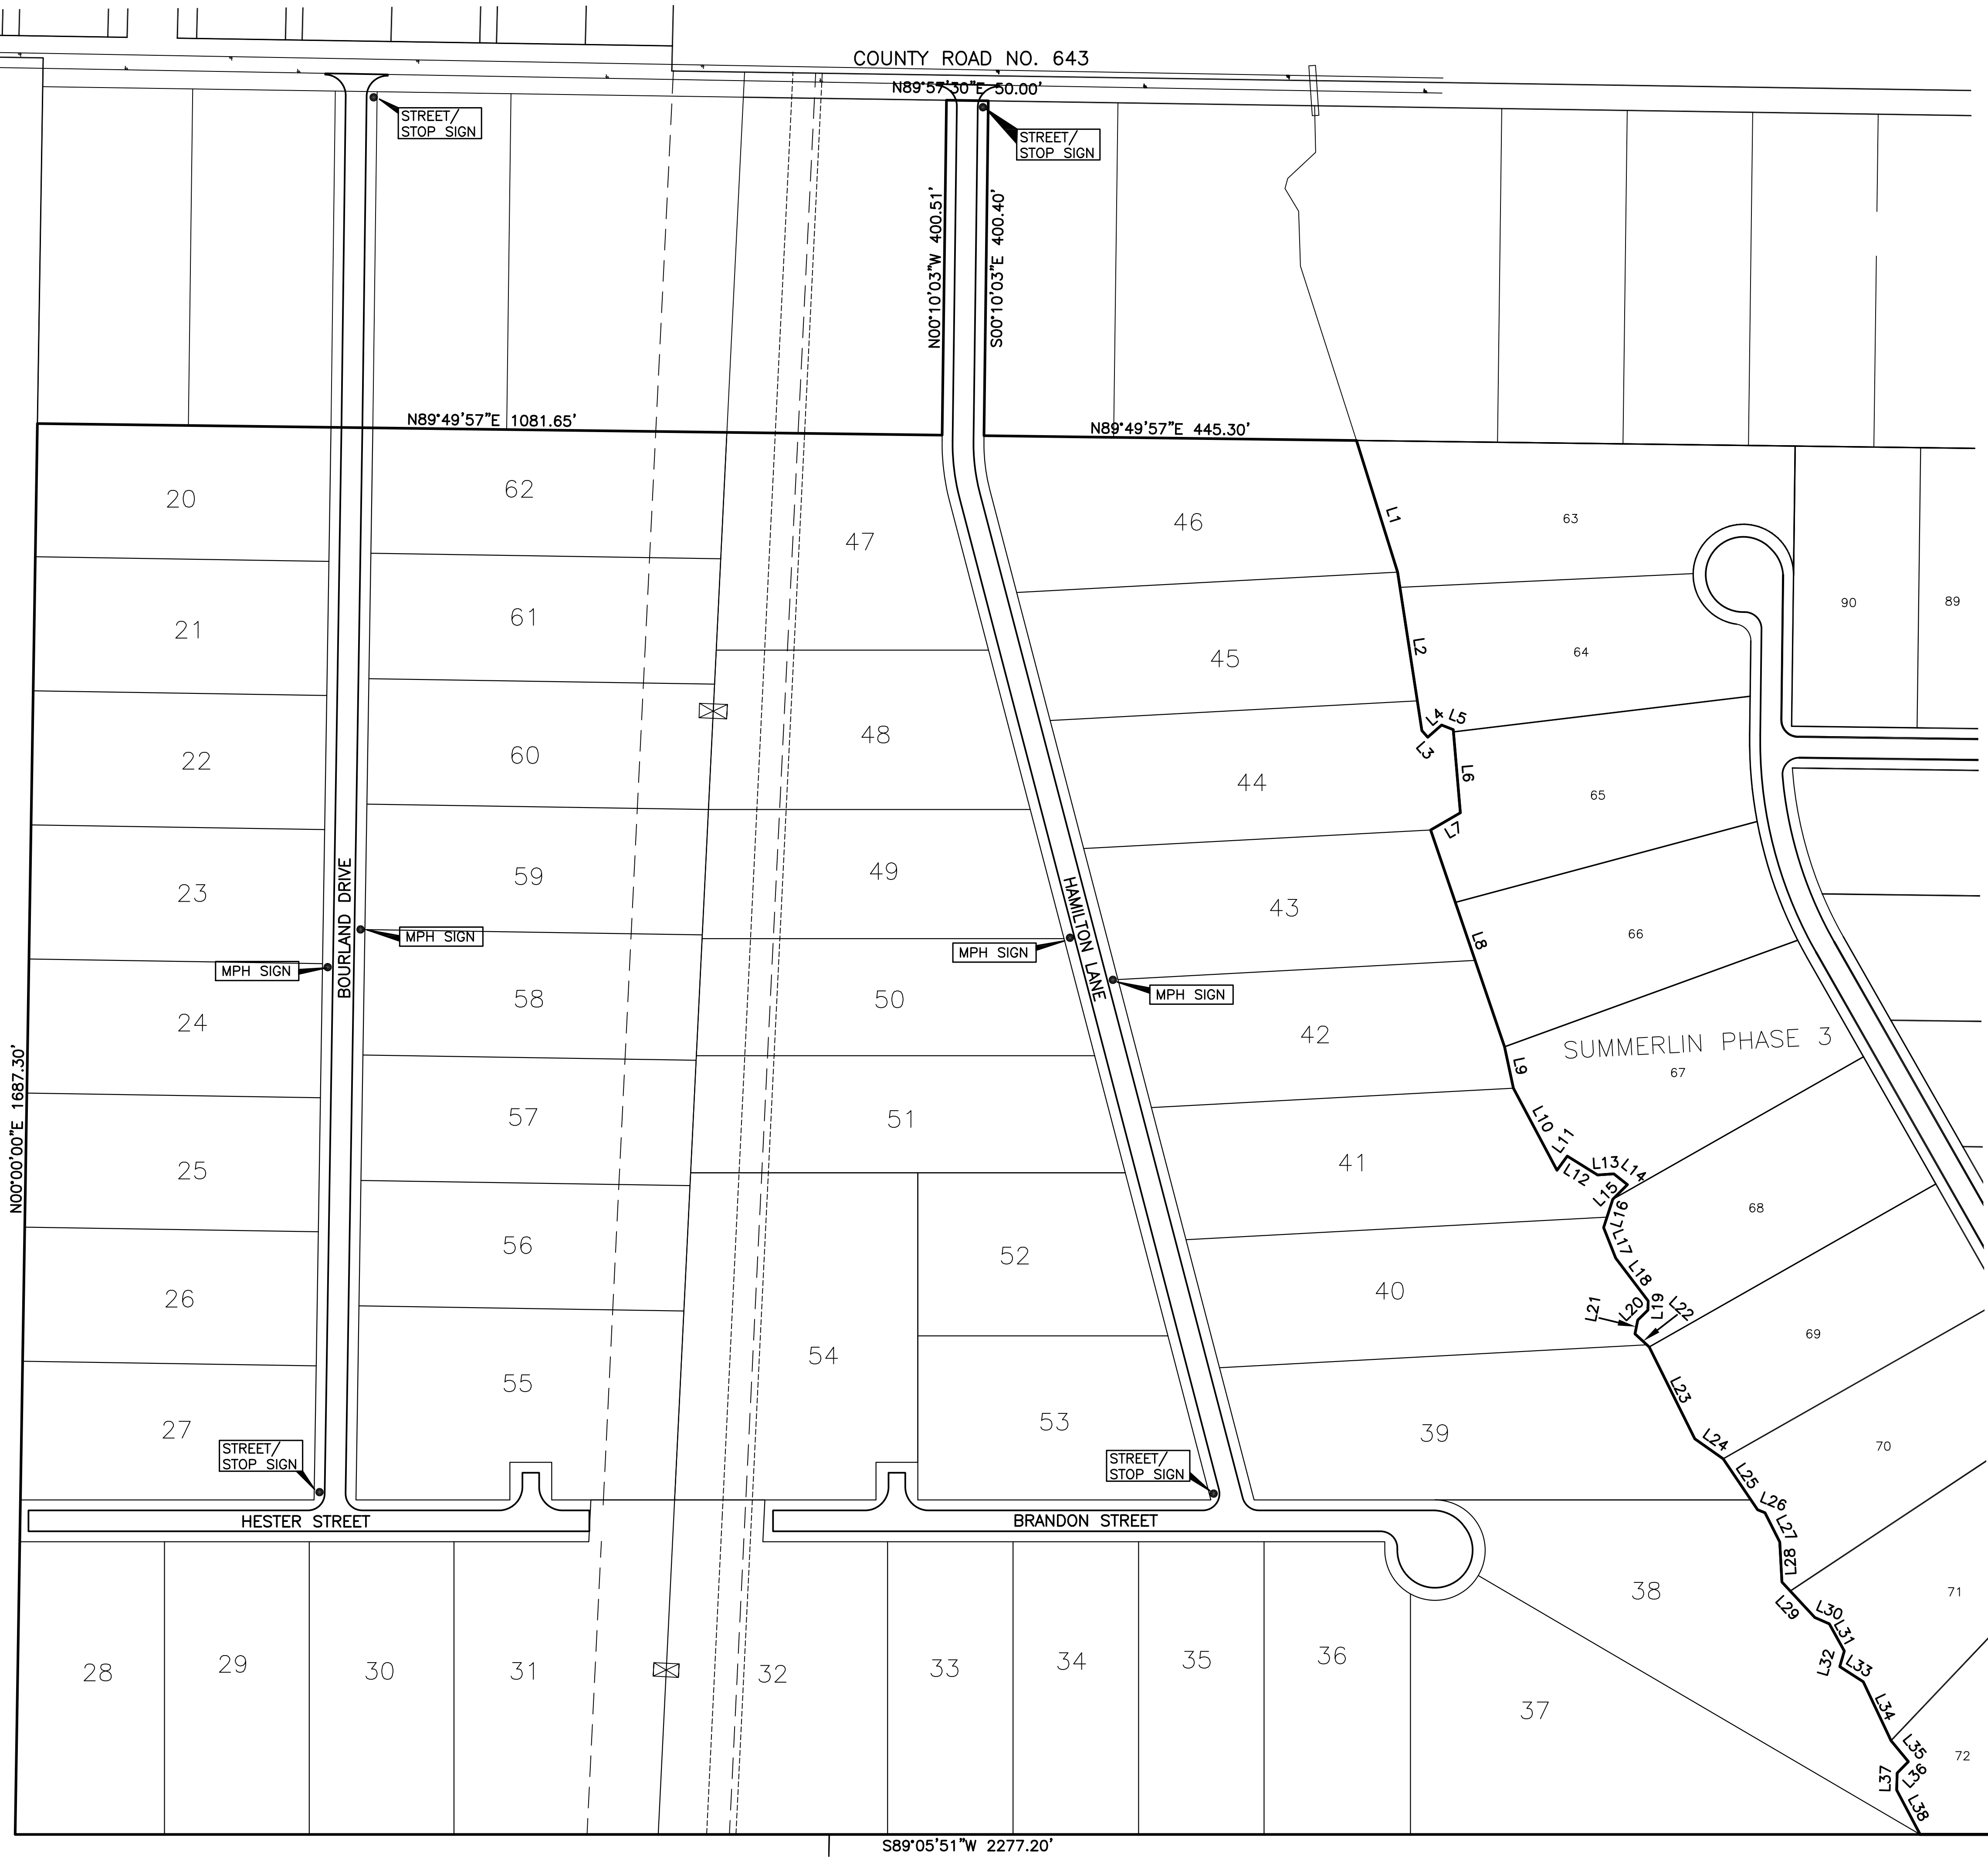 COUNTY ROAD NO. 643
N89°57'30"E 50.00'
STREET/
STOP SIGN
STREET/
STOP SIGN
N00°10'03"W 400.51'
S00°10'03"E 400.40'
N89°49'57"E 1081.65'
N89°49'57"E 445.30'
20
62
47
46
L1
63
90
89
21
61
45
L2
64
22
60
48
44
L4
L5
L3
L6
L7
65
23
59
49
43
BOURLAND DRIVE
HAMILTON LANE
MPH SIGN
MPH SIGN
MPH SIGN
MPH SIGN
L8
66
24
58
50
42
SUMMERLIN PHASE 3
67
L9
N00°00'00"E 1687.30'
25
57
51
41
L10
L11
L12
L13
L14
L15
L16
L17
68
26
56
52
40
L18
L19
L20
L21
L22
69
27
55
54
53
39
L23
L24
70
STREET/
STOP SIGN
STREET/
STOP SIGN
L25
L26
L27
L28
HESTER STREET
BRANDON STREET
28
29
30
31
32
33
34
35
36
37
38
71
L29
L30
L31
L32
L33
L34
L35
L36
L37
L38
72
S89°05'51"W 2277.20'